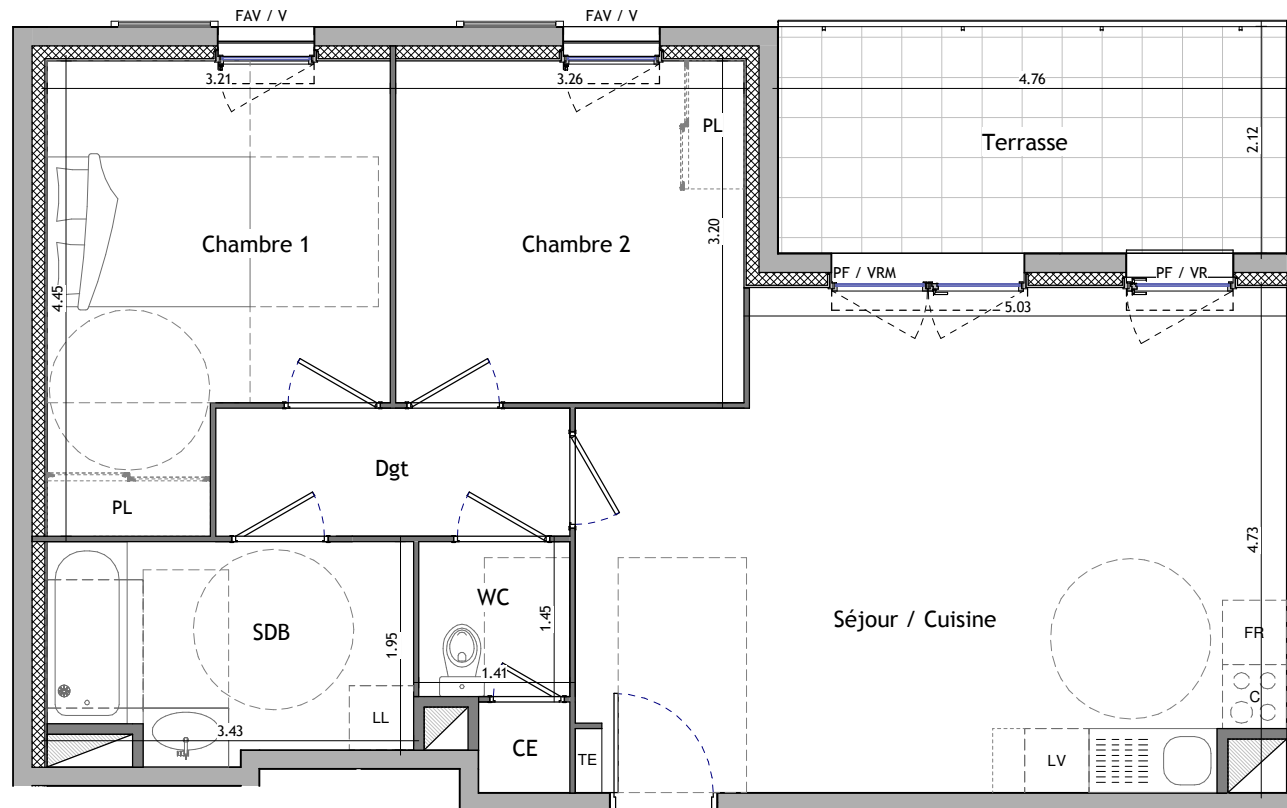 FAV / V
FAV / V
3.21
3.26
4.76
PL
Terrasse
2.12
Chambre 1
Chambre 2
3.20
PF / VRM
PF / VR
4.45
5.03
Dgt
PL
4.73
WC
1.45
SDB
1.95
Séjour / Cuisine
FR
1.41
C
LL
3.43
CE
TE
LV